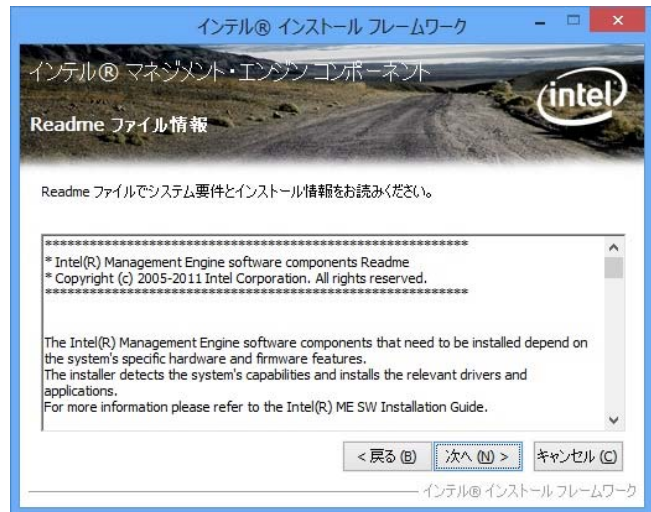 インテル® インストール フレームワーク
インテル® マネジメント・エンジン コンポーネント
intel
Readme ファイル情報
Readme ファイルでシステム要件とインストール情報をお読みください。
*********************************************************
* Intel(R) Management Engine software components Readme
* Copyright (c) 2005-2011 Intel Corporation. All rights reserved.
*********************************************************
The Intel(R) Management Engine software components that need to be installed depend on
the system's specific hardware and firmware features.
The installer detects the system's capabilities and installs the relevant drivers and
applications.
For more information please refer to the Intel(R) ME SW Installation Guide.
< 戻る (B) 次へ (N) > キャンセル (C)
インテル® インストール フレームワーク